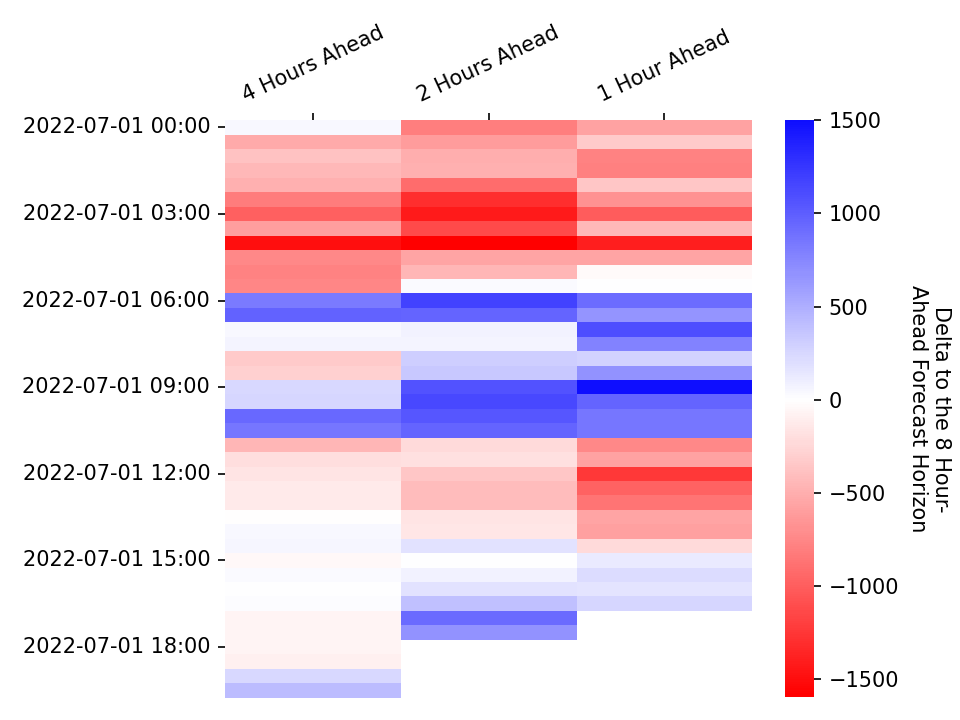 4 Hours Ahead
2 Hours Ahead
1 Hour Ahead
2022-07-01 00:00
2022-07-01 03:00
2022-07-01 06:00
2022-07-01 09:00
2022-07-01 12:00
2022-07-01 15:00
2022-07-01 18:00
1500
1000
500
0
−500
−1000
−1500
Delta to the 8 Hour-
Ahead Forecast Horizon